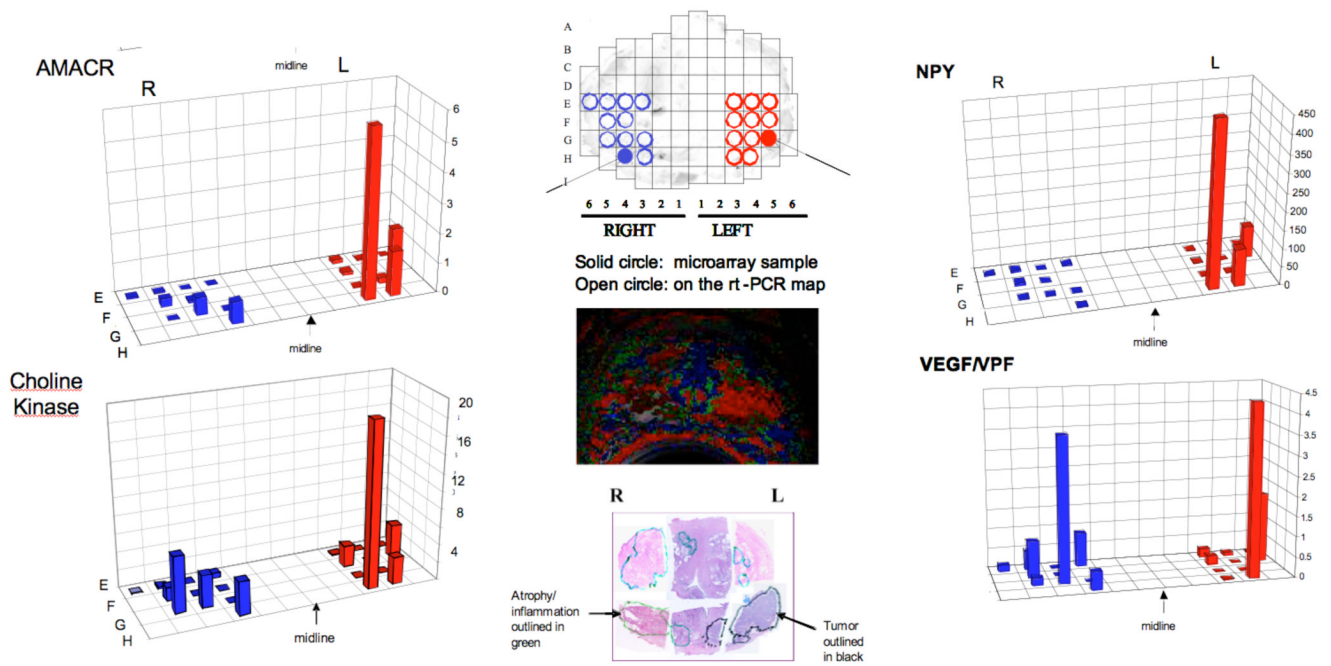 AMACR
R
midline
L
6
5
4
3
2
1
0
E
F
G
H
midline
Choline
Kinase
20
16
12
8
4
E
F
G
H
midline
A
B
C
D
E
F
G
H
I
6 5 4 3 2 1 1 2 3 4 5 6
RIGHT LEFT
Solid circle: microarray sample
Open circle: on the rt-PCR map
R L
Atrophy/
inflammation
outlined in
green
Tumor
outlined
in black
NPY
R
L
450
400
350
300
250
200
150
100
50
0
E
F
G
H
midline
VEGF/VPF
4.5
4
3.5
3
2.5
2
1.5
1
0.5
0
midline